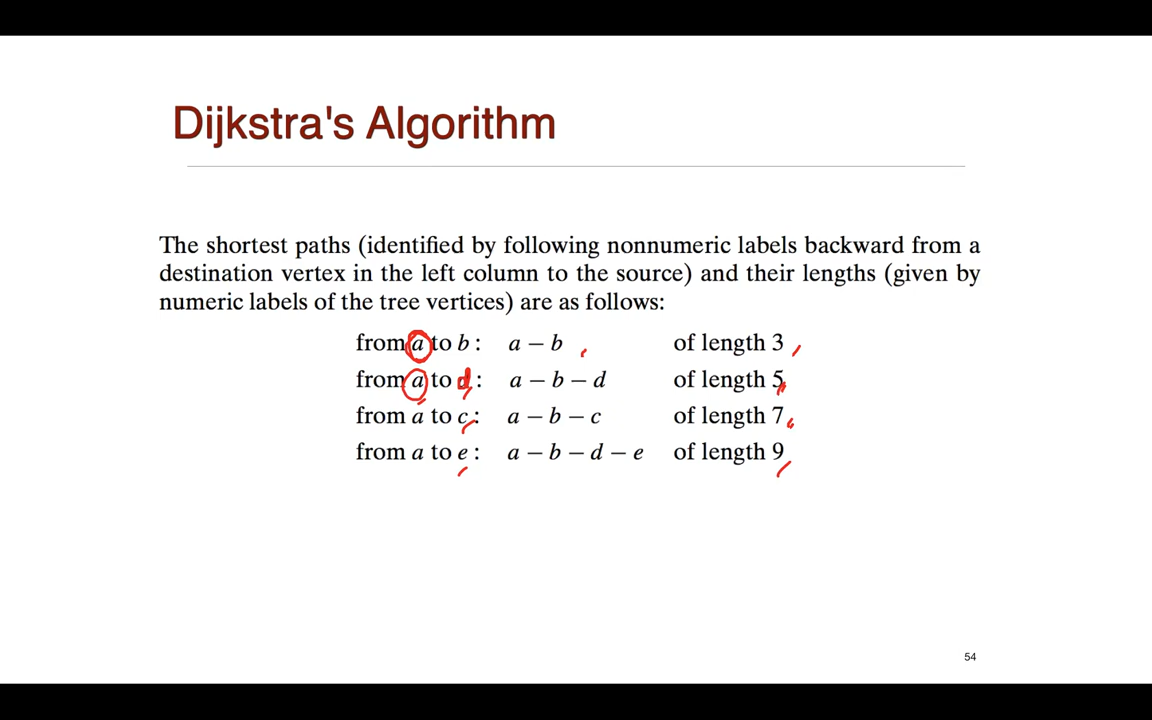 Dijkstra's Algorithm
The shortest paths (identified by following nonnumeric labels backward from a
destination vertex in the left column to the source) and their lengths (given by
numeric labels of the tree vertices) are as follows:
from a to b : a − b of length 3
from a to d : a − b − d of length 5
from a to c : a − b − c of length 7
from a to e : a − b − d − e of length 9
54